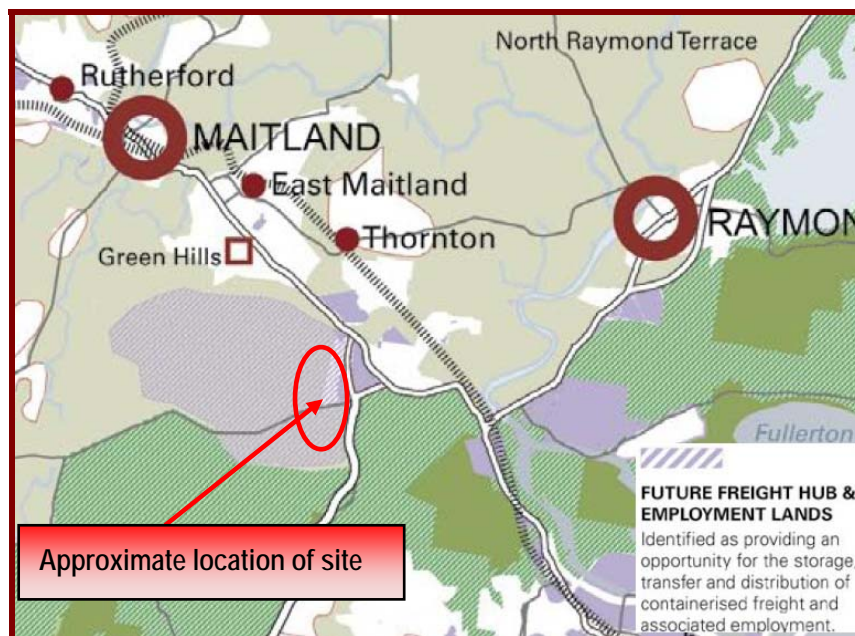 North Raymond Terrace
Rutherford
MAITLAND
East Maitland
RAYMON
Thornton
Green Hills
Fullerton
FUTURE FREIGHT HUB &
EMPLOYMENT LANDS
Identified as providing an
opportunity for the storage,
transfer and distribution of
containerised freight and
associated employment.
Approximate location of site